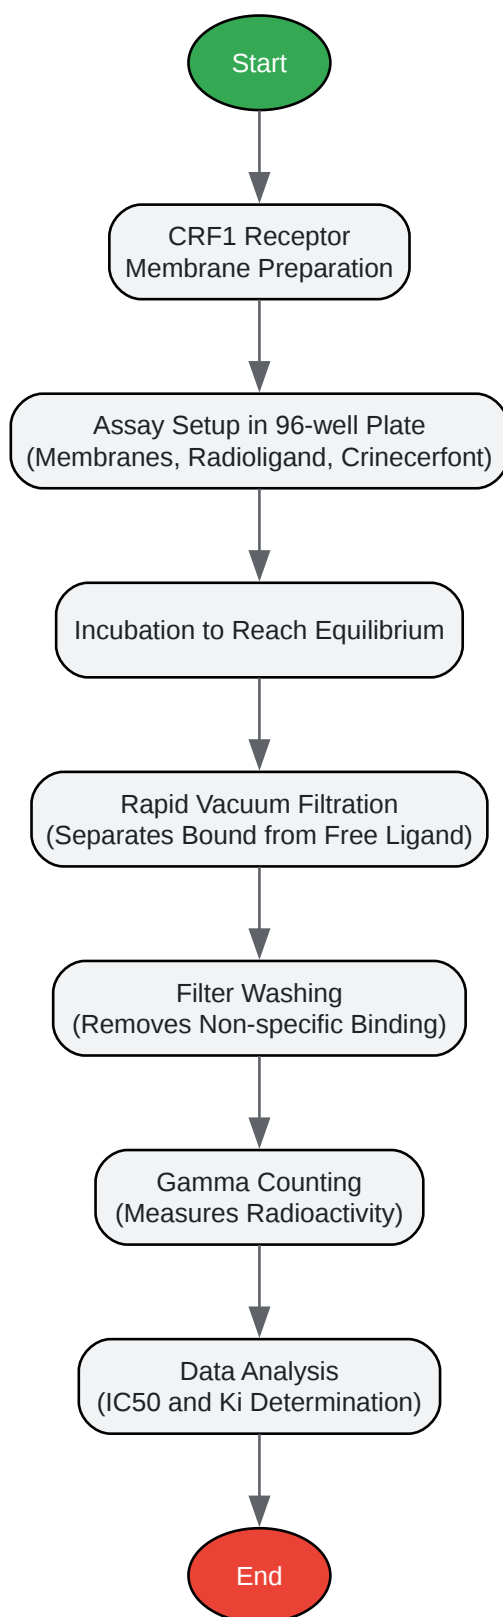 Start
CRF1 Receptor
Membrane Preparation
Assay Setup in 96-well Plate
(Membranes, Radioligand, Crinecerfont)
Incubation to Reach Equilibrium
Rapid Vacuum Filtration
(Separates Bound from Free Ligand)
Filter Washing
(Removes Non-specific Binding)
Gamma Counting
(Measures Radioactivity)
Data Analysis
(IC50 and Ki Determination)
End